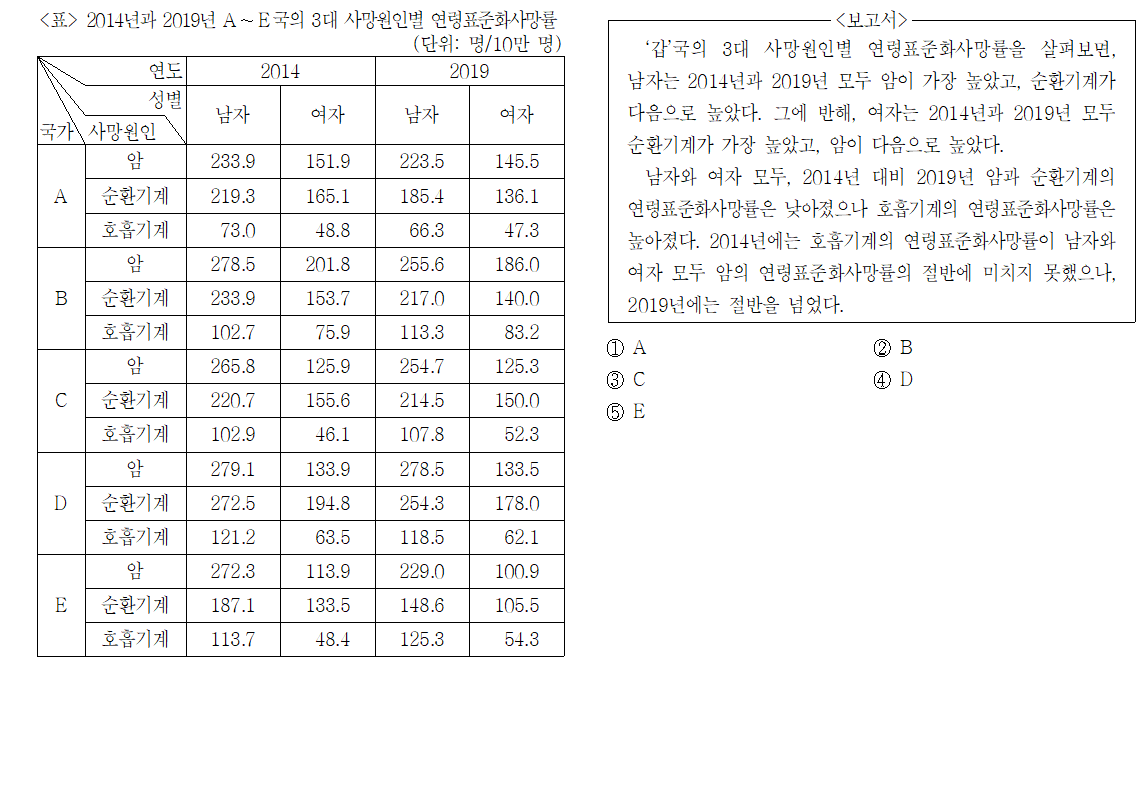 <표> 2014년과 2019년 A~E국의 3대 사망원인별 연령표준화사망률
(단위: 명/10만 명)
연도 2014 2019
성별
국가 사망원인 남자 여자 남자 여자
A 암 233.9 151.9 223.5 145.5
순환기계 219.3 165.1 185.4 136.1
호흡기계 73.0 48.8 66.3 47.3
B 암 278.5 201.8 255.6 186.0
순환기계 233.9 153.7 217.0 140.0
호흡기계 102.7 75.9 113.3 83.2
C 암 265.8 125.9 254.7 125.3
순환기계 220.7 155.6 214.5 150.0
호흡기계 102.9 46.1 107.8 52.3
D 암 279.1 133.9 278.5 133.5
순환기계 272.5 194.8 254.3 178.0
호흡기계 121.2 63.5 118.5 62.1
E 암 272.3 113.9 229.0 100.9
순환기계 187.1 133.5 148.6 105.5
호흡기계 113.7 48.4 125.3 54.3
<보고서>
‘갑’국의 3대 사망원인별 연령표준화사망률을 살펴보면,
남자는 2014년과 2019년 모두 암이 가장 높았고, 순환기계가
다음으로 높았다. 그에 반해, 여자는 2014년과 2019년 모두
순환기계가 가장 높았고, 암이 다음으로 높았다.
남자와 여자 모두, 2014년 대비 2019년 암과 순환기계의
연령표준화사망률은 낮아졌으나 호흡기계의 연령표준화사망률은
높아졌다. 2014년에는 호흡기계의 연령표준화사망률이 남자와
여자 모두 암의 연령표준화사망률의 절반에 미치지 못했으나,
2019년에는 절반을 넘었다.
① A ② B
③ C ④ D
⑤ E